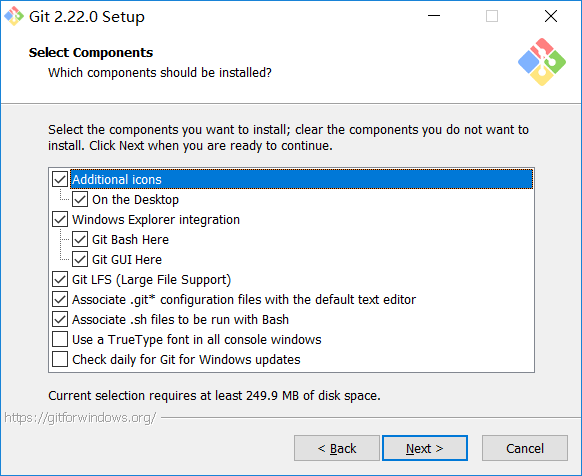 Git 2.22.0 Setup
Select Components
Which components should be installed?
Select the components you want to install; clear the components you do not want to
install. Click Next when you are ready to continue.
Additional icons
On the Desktop
Windows Explorer integration
Git Bash Here
Git GUI Here
Git LFS (Large File Support)
Associate .git* configuration files with the default text editor
Associate .sh files to be run with Bash
Use a TrueType font in all console windows
Check daily for Git for Windows updates
Current selection requires at least 249.9 MB of disk space.
https://gitforwindows.org/
< Back
Next >
Cancel